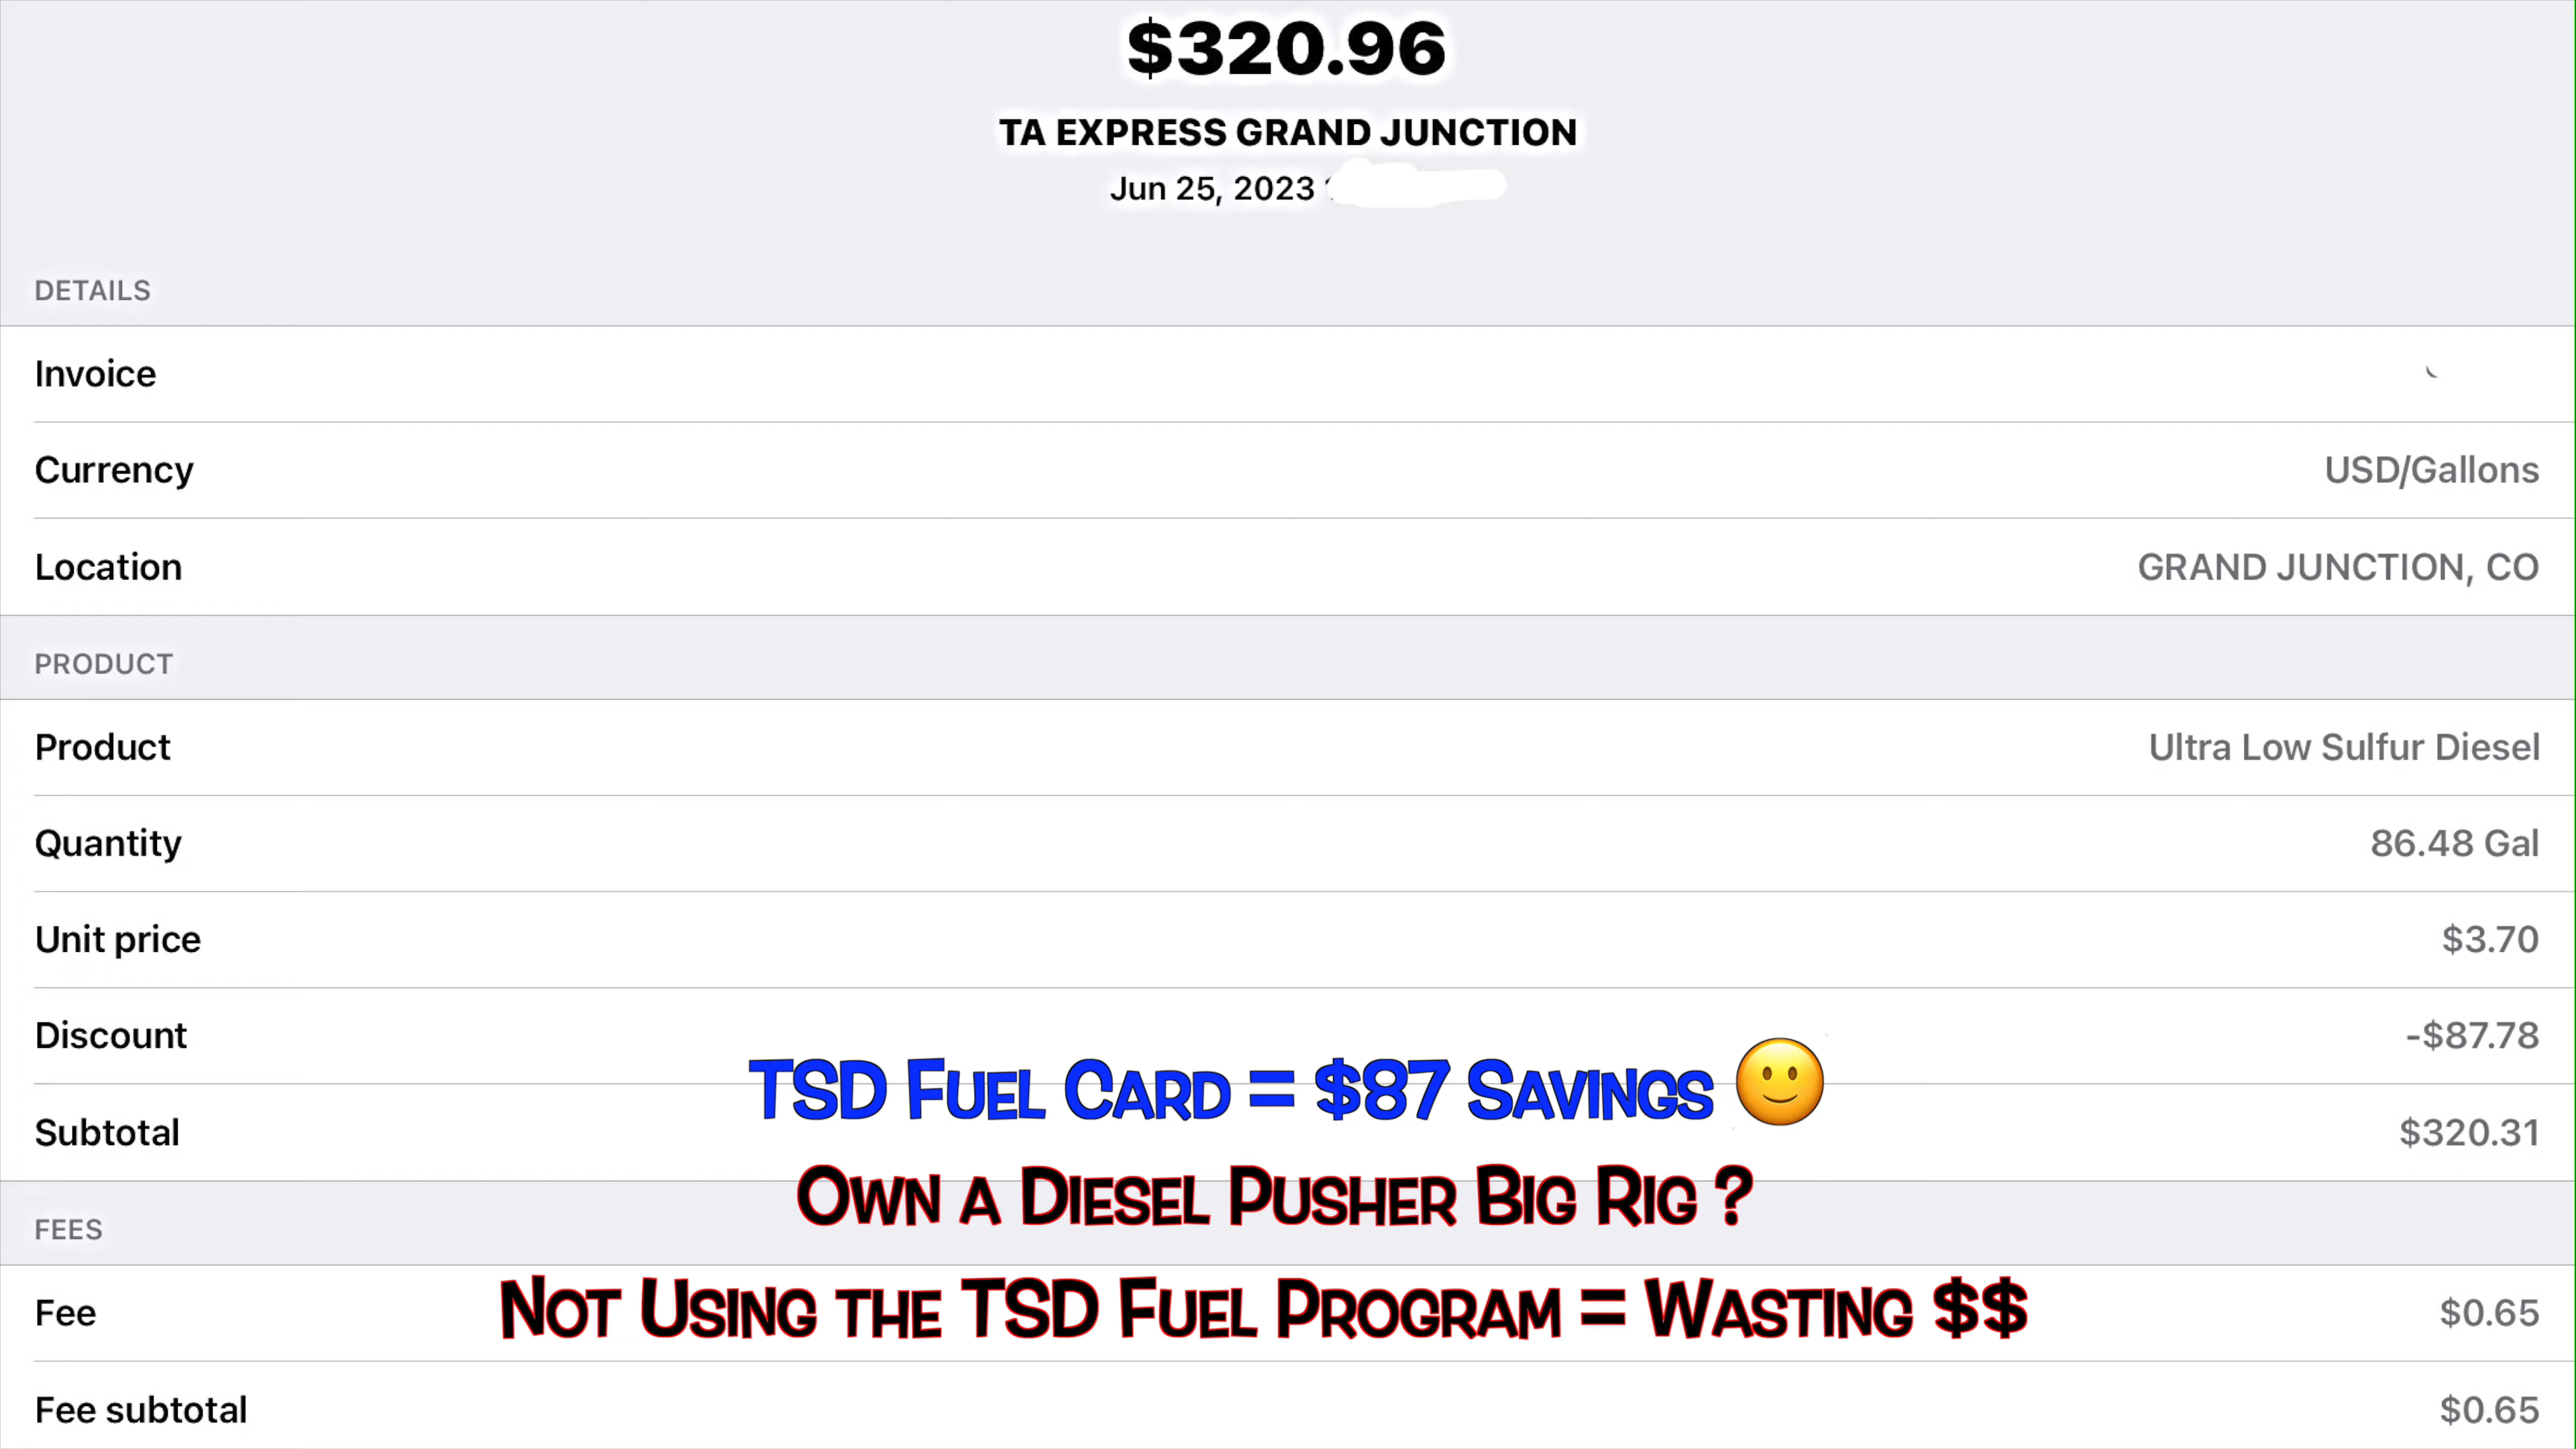 $320.96
TA EXPRESS GRAND JUNCTION
Jun 25, 2023
DETAILS
Invoice
Currency USD/Gallons
Location GRAND JUNCTION, CO
PRODUCT
Product Ultra Low Sulfur Diesel
Quantity 86.48 Gal
Unit price $3.70
Discount -$87.78
TSD FUEL CARD = $87 SAVINGS 🙂
Subtotal $320.31
OWN A DIESEL PUSHER BIG RIG ?
FEES
NOT USING THE TSD FUEL PROGRAM = WASTING $$
Fee $0.65
Fee subtotal $0.65